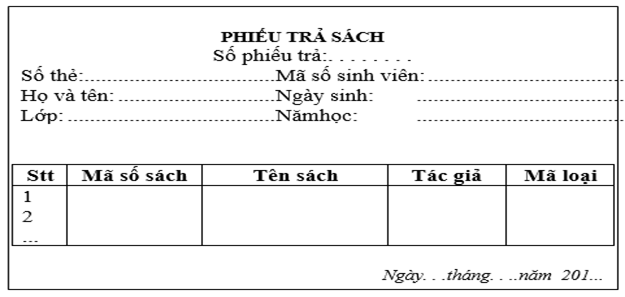 PHIẾU TRẢ SÁCH
Số phiếu trả:. . . . . . . .
Số thẻ:..............................Mã số sinh viên:..............................
Họ và tên: ..........................Ngày sinh: ..............................
Lớp: ..................................Nămhọc: ..............................
Stt Mã số sách Tên sách Tác giả Mã loại
1
2
...
Ngày. . .tháng. . ..năm 201...